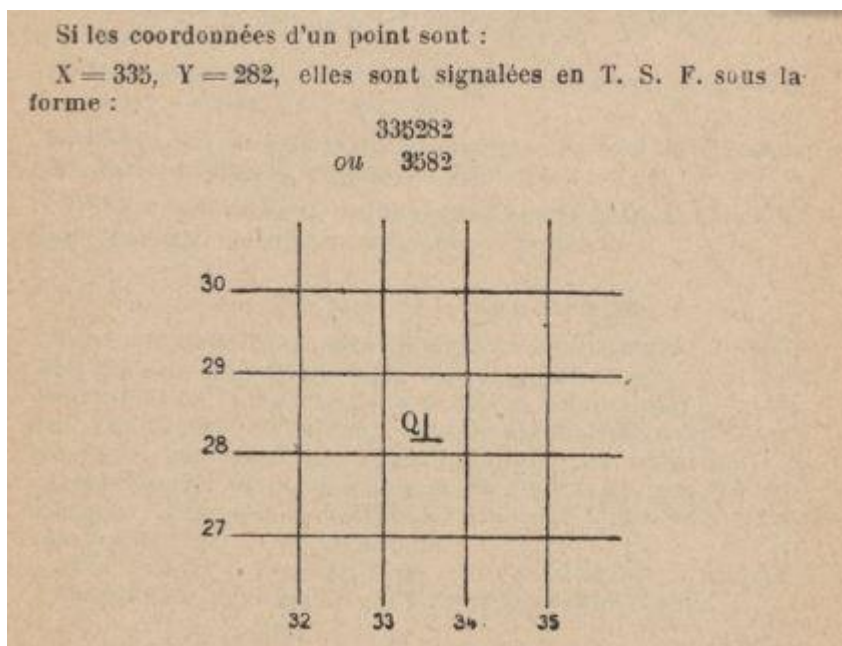 Si les coordonnées d'un point sont :
X = 335, Y = 282, elles sont signalées en T. S. F. sous la
forme :
335282
ou 3582
30
29
Q
28
27
32 33 34 35